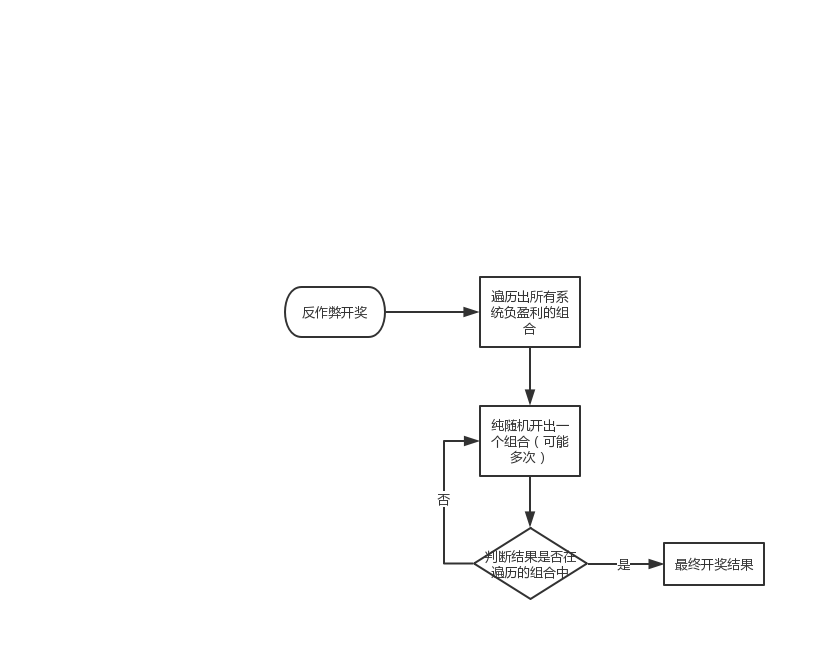 反作弊开奖
遍历出所有系
统负盈利的组
合
纯随机开出一
个组合（可能
多次）
否
判断结果是否在
遍历的组合中
是
最终开奖结果